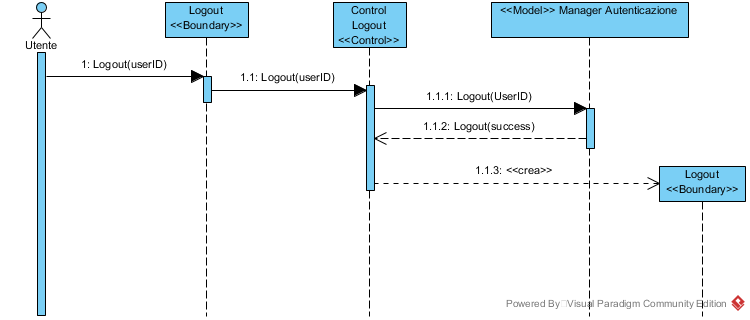 Utente
Logout
<<Boundary>>
Control
Logout
<<Control>>
<<Model>> Manager Autenticazione
1: Logout(userID)
1.1: Logout(userID)
1.1.1: Logout(UserID)
1.1.2: Logout(success)
1.1.3: <<crea>>
Logout
<<Boundary>>
Powered By Visual Paradigm Community Edition